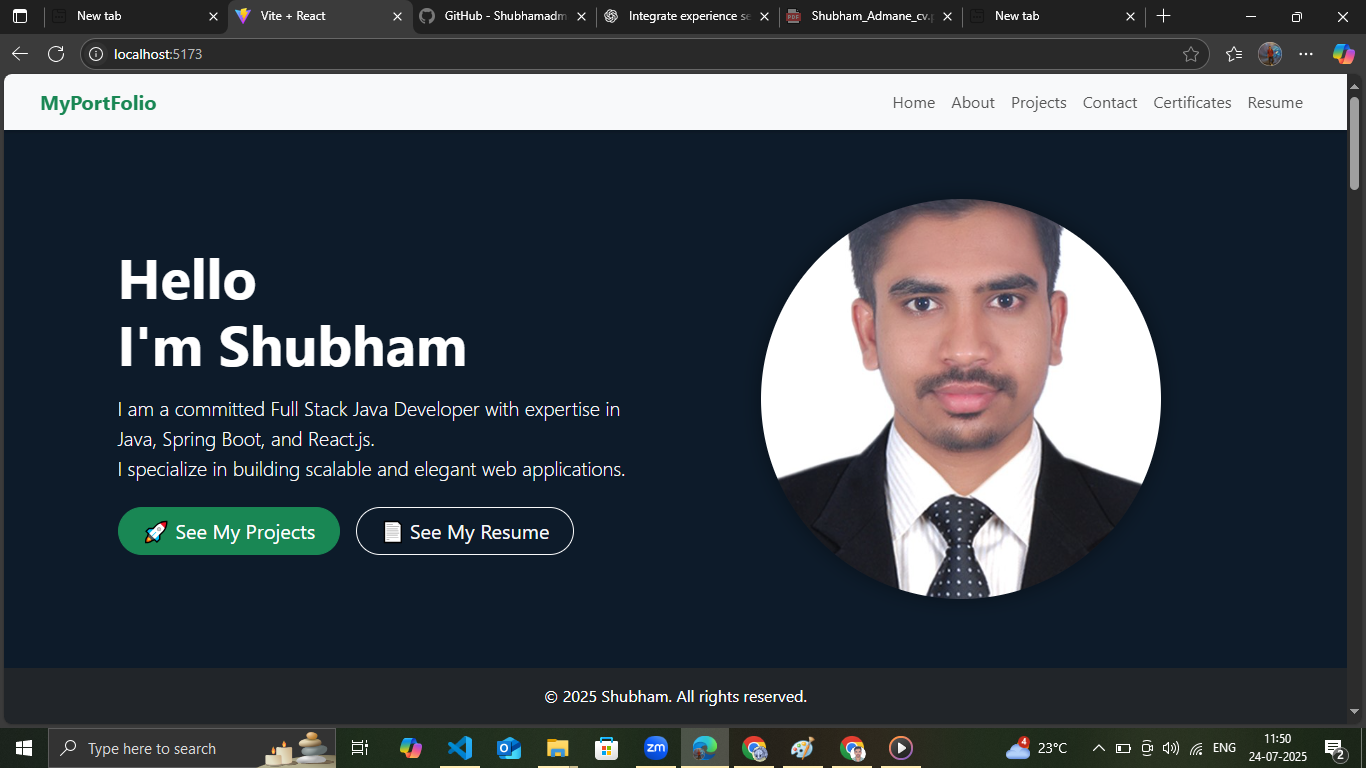 New tab
Vite + React
GitHub - Shubhamadm
Integrate experience se
Shubham_Admane_cv.p
New tab
localhost:5173
MyPortFolio
Home About Projects Contact Certificates Resume
Hello
I'm Shubham
I am a committed Full Stack Java Developer with expertise in
Java, Spring Boot, and React.js.
I specialize in building scalable and elegant web applications.
See My Projects
See My Resume
© 2025 Shubham. All rights reserved.
Type here to search
zm
4
23°C
ENG
11:50
24-07-2025
2